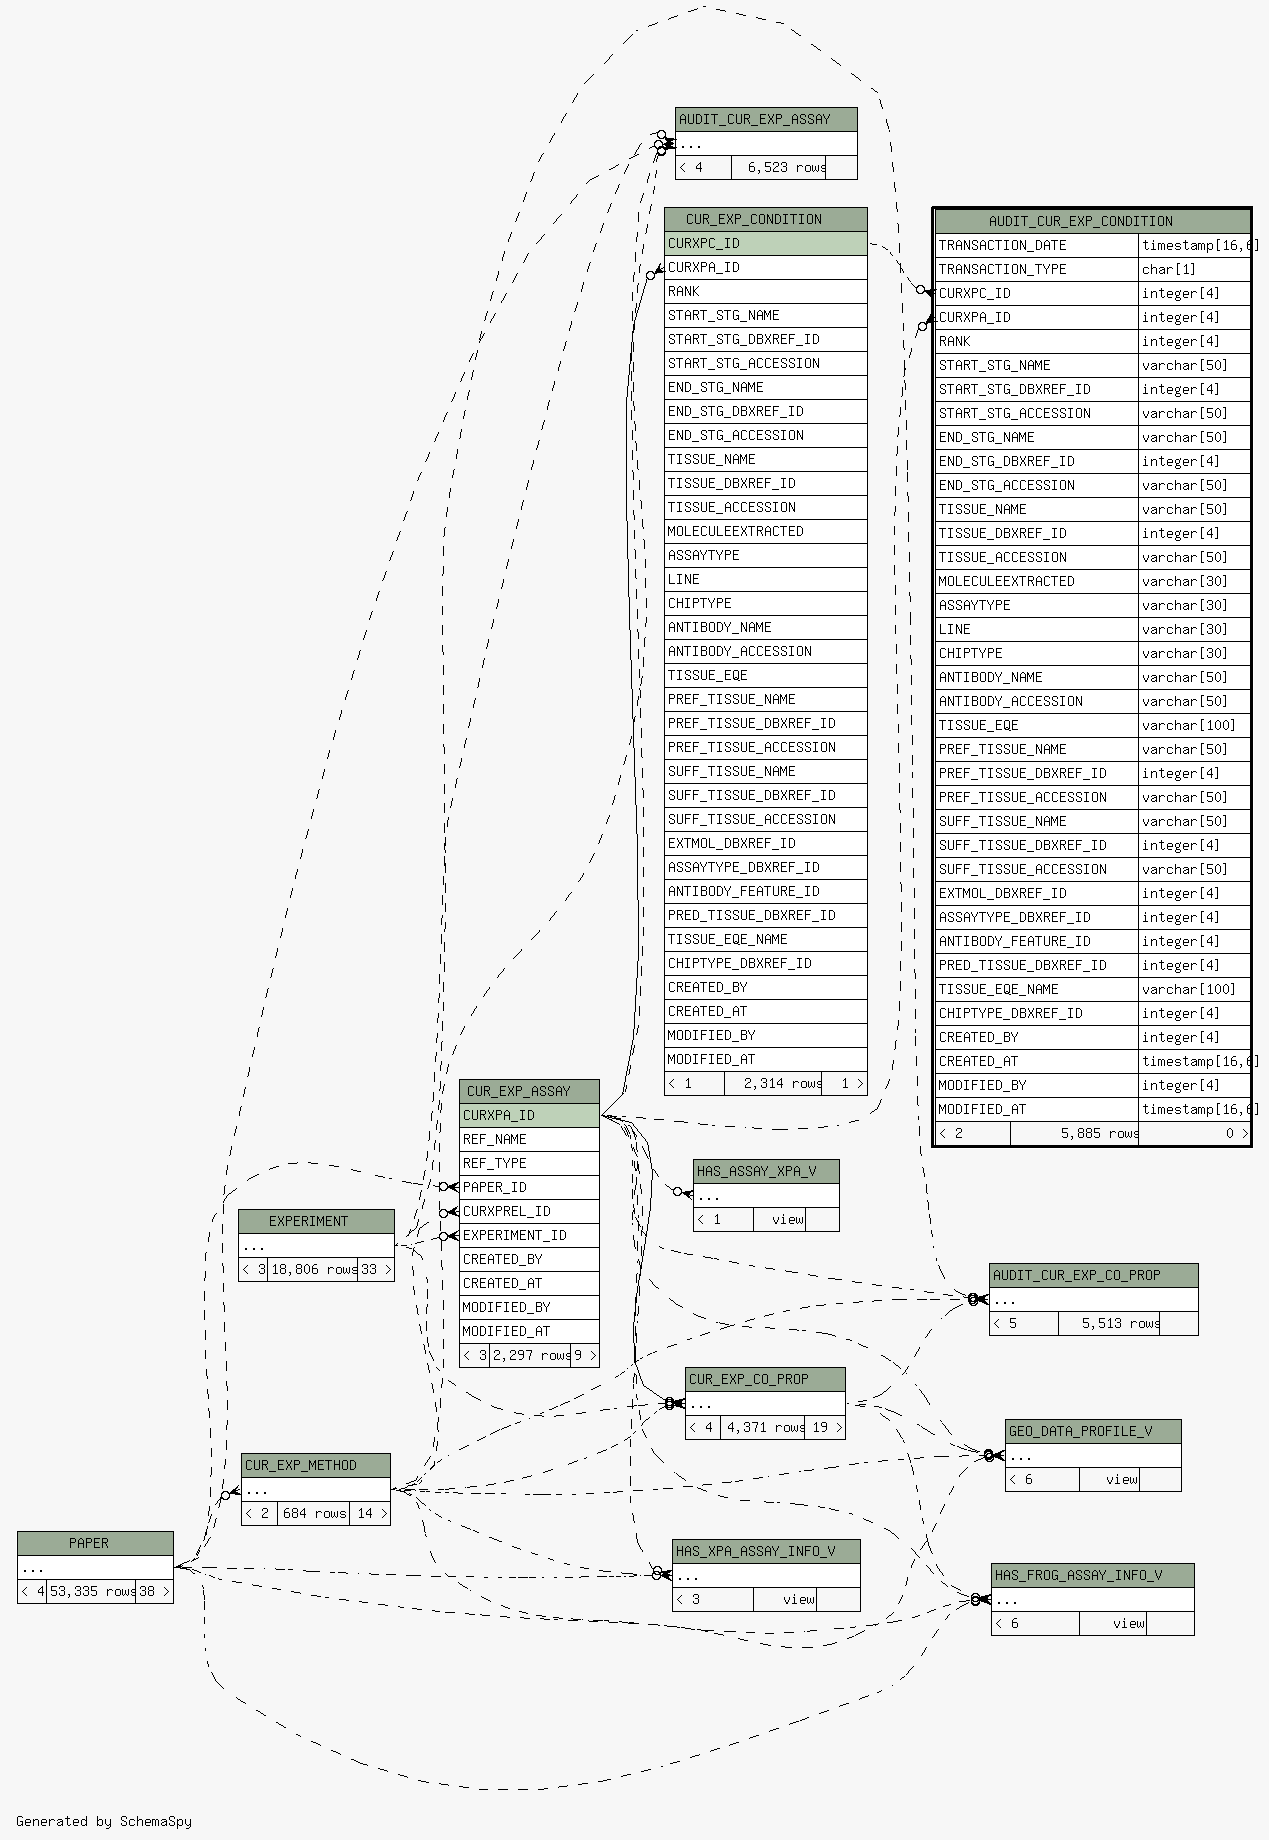 AUDIT_CUR_EXP_ASSAY
...
< 4 6,523 rows
CUR_EXP_CONDITION
CURXPC_ID
CURXPA_ID
RANK
START_STG_NAME
START_STG_DBXREF_ID
START_STG_ACCESSION
END_STG_NAME
END_STG_DBXREF_ID
END_STG_ACCESSION
TISSUE_NAME
TISSUE_DBXREF_ID
TISSUE_ACCESSION
MOLECULEEXTRACTED
ASSAYTYPE
LINE
CHIPTYPE
ANTIBODY_NAME
ANTIBODY_ACCESSION
TISSUE_EQE
PREF_TISSUE_NAME
PREF_TISSUE_DBXREF_ID
PREF_TISSUE_ACCESSION
SUFF_TISSUE_NAME
SUFF_TISSUE_DBXREF_ID
SUFF_TISSUE_ACCESSION
EXTMOL_DBXREF_ID
ASSAYTYPE_DBXREF_ID
ANTIBODY_FEATURE_ID
PRED_TISSUE_DBXREF_ID
TISSUE_EQE_NAME
CHIPTYPE_DBXREF_ID
CREATED_BY
CREATED_AT
MODIFIED_BY
MODIFIED_AT
< 1 2,314 rows 1 >
AUDIT_CUR_EXP_CONDITION
TRANSACTION_DATE timestamp[16,6]
TRANSACTION_TYPE char[1]
CURXPC_ID integer[4]
CURXPA_ID integer[4]
RANK integer[4]
START_STG_NAME varchar[50]
START_STG_DBXREF_ID integer[4]
START_STG_ACCESSION varchar[50]
END_STG_NAME varchar[50]
END_STG_DBXREF_ID integer[4]
END_STG_ACCESSION varchar[50]
TISSUE_NAME varchar[50]
TISSUE_DBXREF_ID integer[4]
TISSUE_ACCESSION varchar[50]
MOLECULEEXTRACTED varchar[30]
ASSAYTYPE varchar[30]
LINE varchar[30]
CHIPTYPE varchar[30]
ANTIBODY_NAME varchar[50]
ANTIBODY_ACCESSION varchar[50]
TISSUE_EQE varchar[100]
PREF_TISSUE_NAME varchar[50]
PREF_TISSUE_DBXREF_ID integer[4]
PREF_TISSUE_ACCESSION varchar[50]
SUFF_TISSUE_NAME varchar[50]
SUFF_TISSUE_DBXREF_ID integer[4]
SUFF_TISSUE_ACCESSION varchar[50]
EXTMOL_DBXREF_ID integer[4]
ASSAYTYPE_DBXREF_ID integer[4]
ANTIBODY_FEATURE_ID integer[4]
PRED_TISSUE_DBXREF_ID integer[4]
TISSUE_EQE_NAME varchar[100]
CHIPTYPE_DBXREF_ID integer[4]
CREATED_BY integer[4]
CREATED_AT timestamp[16,6]
MODIFIED_BY integer[4]
MODIFIED_AT timestamp[16,6]
< 2 5,885 rows 0 >
CUR_EXP_ASSAY
CURXPA_ID
REF_NAME
REF_TYPE
PAPER_ID
CURXPREL_ID
EXPERIMENT_ID
CREATED_BY
CREATED_AT
MODIFIED_BY
MODIFIED_AT
< 3 2,297 rows 9 >
HAS_ASSAY_XPA_V
...
< 1 view
EXPERIMENT
...
< 3 18,806 rows 33 >
AUDIT_CUR_EXP_CO_PROP
...
< 5 5,513 rows
CUR_EXP_CO_PROP
...
< 4 4,371 rows 19 >
GEO_DATA_PROFILE_V
...
< 6 view
CUR_EXP_METHOD
...
< 2 684 rows 14 >
PAPER
...
< 4 53,335 rows 38 >
HAS_XPA_ASSAY_INFO_V
...
< 3 view
HAS_FROG_ASSAY_INFO_V
...
< 6 view
Generated by SchemaSpy